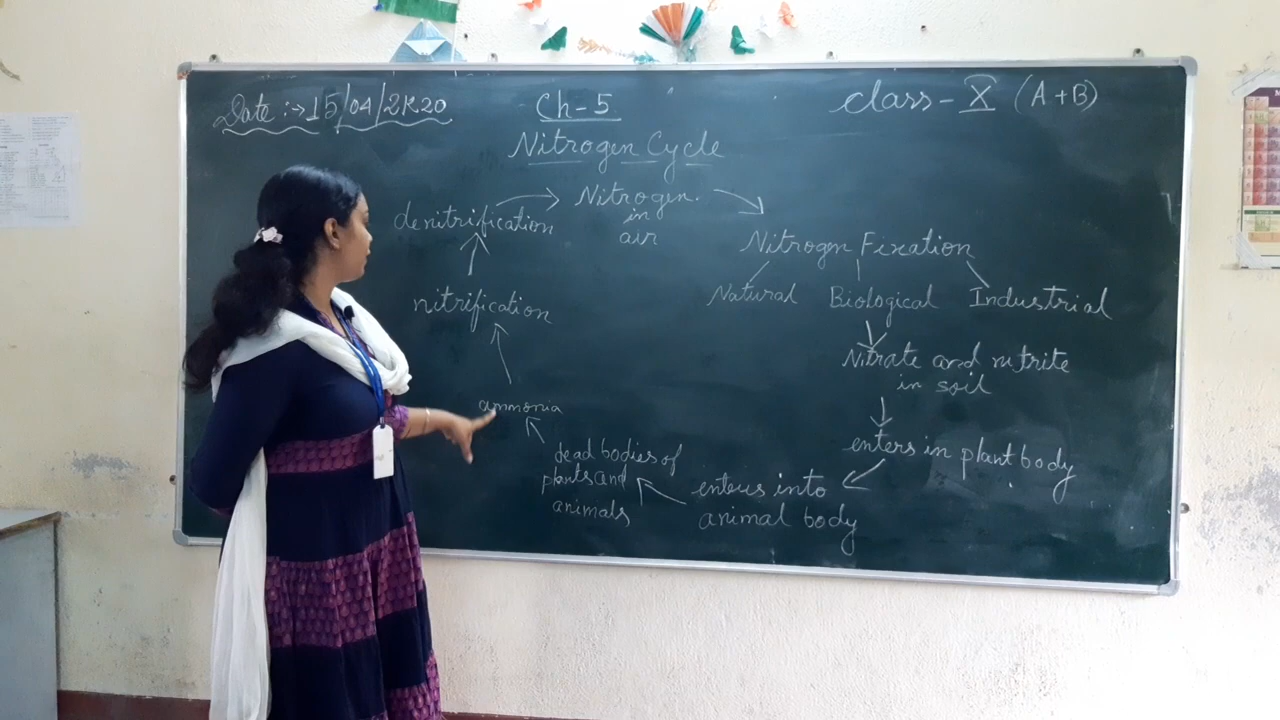 Date :→ 15/04/2K20
Ch-5
Class - X (A+B)
Nitrogen Cycle
Nitrogen
in
air
denitrification
Nitrogen Fixation
Natural Biological Industrial
nitrification
Nitrate and nitrite
in soil
ammonia
enters in plant body
dead bodies of
plants and
animals
enters into
animal body